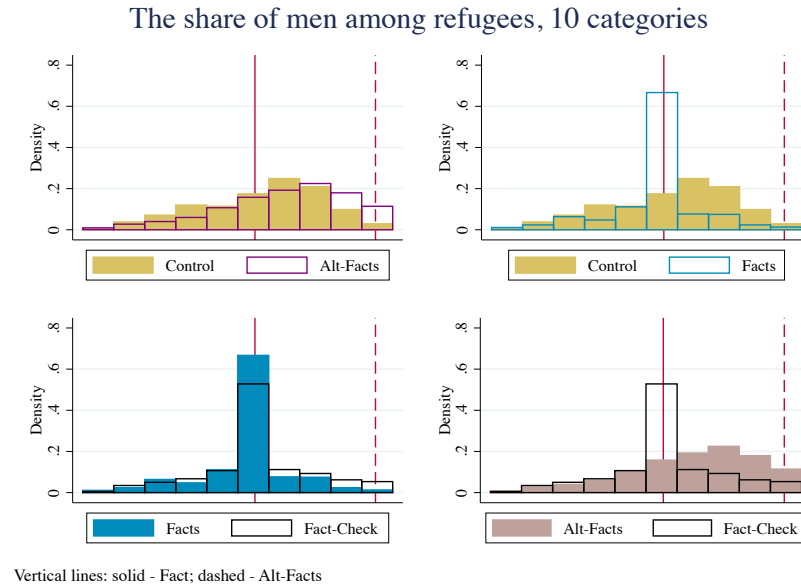 The share of men among refugees, 10 categories
Density
0 .2 .4 .6 .8
Control Alt-Facts
Density
0 .2 .4 .6 .8
Control Facts
Density
0 .2 .4 .6 .8
Facts Fact-Check
Density
0 .2 .4 .6 .8
Alt-Facts Fact-Check
Vertical lines: solid - Fact; dashed - Alt-Facts